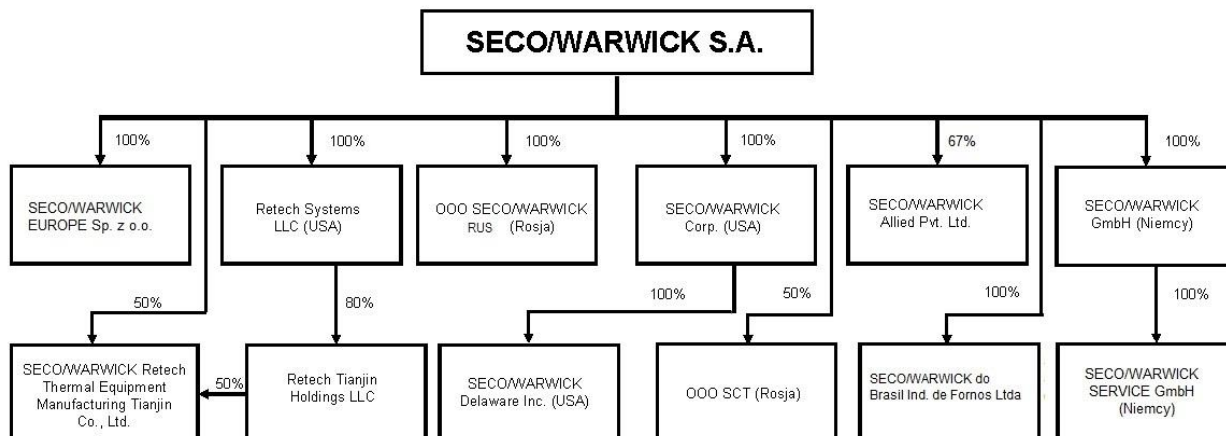 SECO/WARWICK S.A.
100%
100%
100%
100%
67%
100%
SECO/WARWICK
EUROPE Sp. z o.o.
Retech Systems
LLC (USA)
OOO SECO/WARWICK
RUS (Rosja)
SECO/WARWICK
Corp. (USA)
SECO/WARWICK
Allied Pvt. Ltd.
SECO/WARWICK
GmbH (Niemcy)
50%
80%
100%
50%
100%
100%
SECO/WARWICK Retech
Thermal Equipment
Manufacturing Tianjin
Co., Ltd.
50%
Retech Tianjin
Holdings LLC
SECO/WARWICK
Delaware Inc. (USA)
OOO SCT (Rosja)
SECO/WARWICK do
Brasil Ind. de Fornos Ltda
SECO/WARWICK
SERVICE GmbH
(Niemcy)